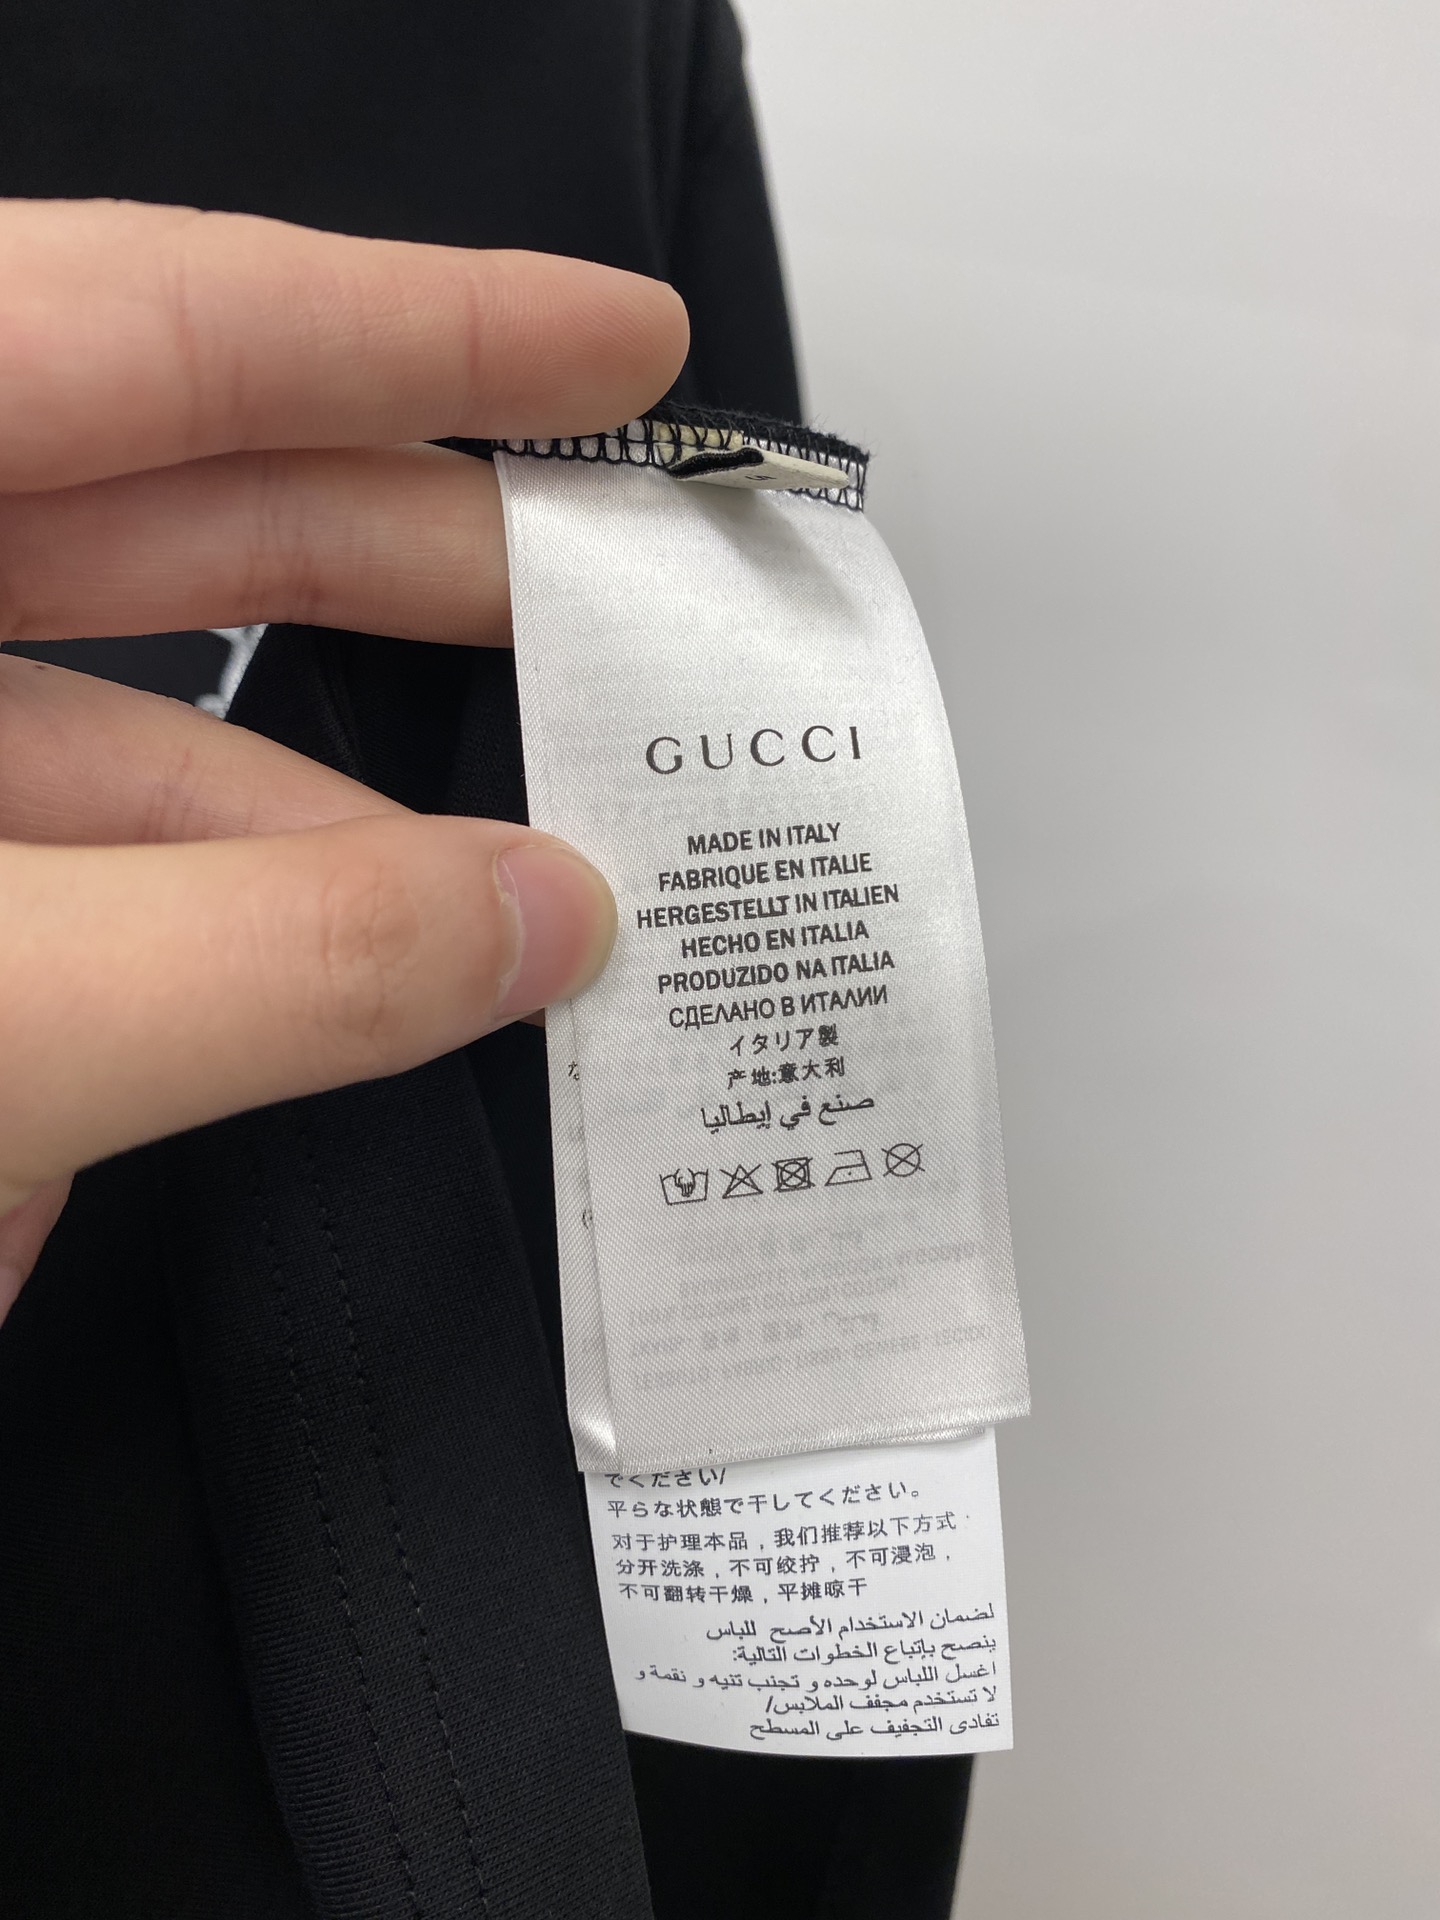 GUCCI
MADE IN ITALY
FABRIQUE EN ITALIE
HERGESTELLT IN ITALIEN
HECHO EN ITALIA
PRODUZIDO NA ITALIA
СДЕЛАНО В ИТАЛИИ
イタリア製
产地:意大利
صنع في إيطاليا
でください/
平らな状態で干してください。
对于护理本品，我们推荐以下方式：
分开洗涤，不可绞拧，不可浸泡，
不可翻转干燥，平摊晾干
لضمان الاستخدام الأصح للباس
ينصح بإتباع الخطوات التالية:
اغسل اللباس لوحده و تجنب تنيه و نقمة و
لا تستخدم مجفف الملابس/
تفادى التجفيف على المسطح